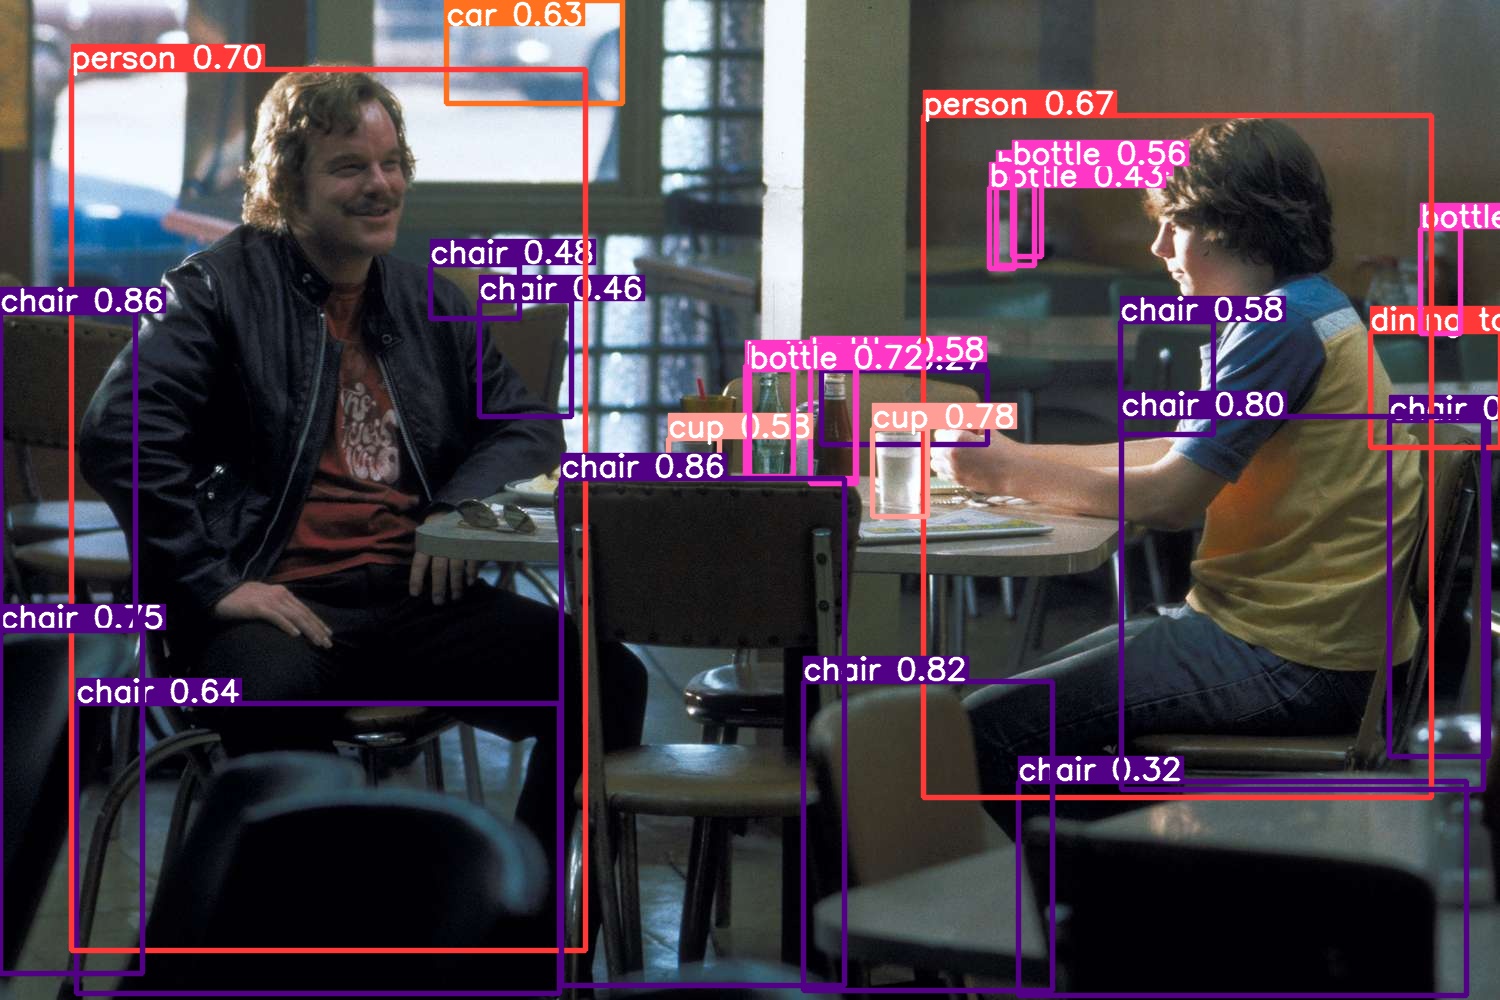 car 0.63
person 0.70
person 0.67
bottle 0.56
bottle 0.43
bottle
chair 0.48
chair 0.46
chair 0.86
chair 0.58
dining ta
bottle 0.72
0.58
0.27
chair 0.80
chair 0
cup 0.78
cup 0.53
chair 0.86
chair 0.75
chair 0.82
chair 0.64
chair 0.32